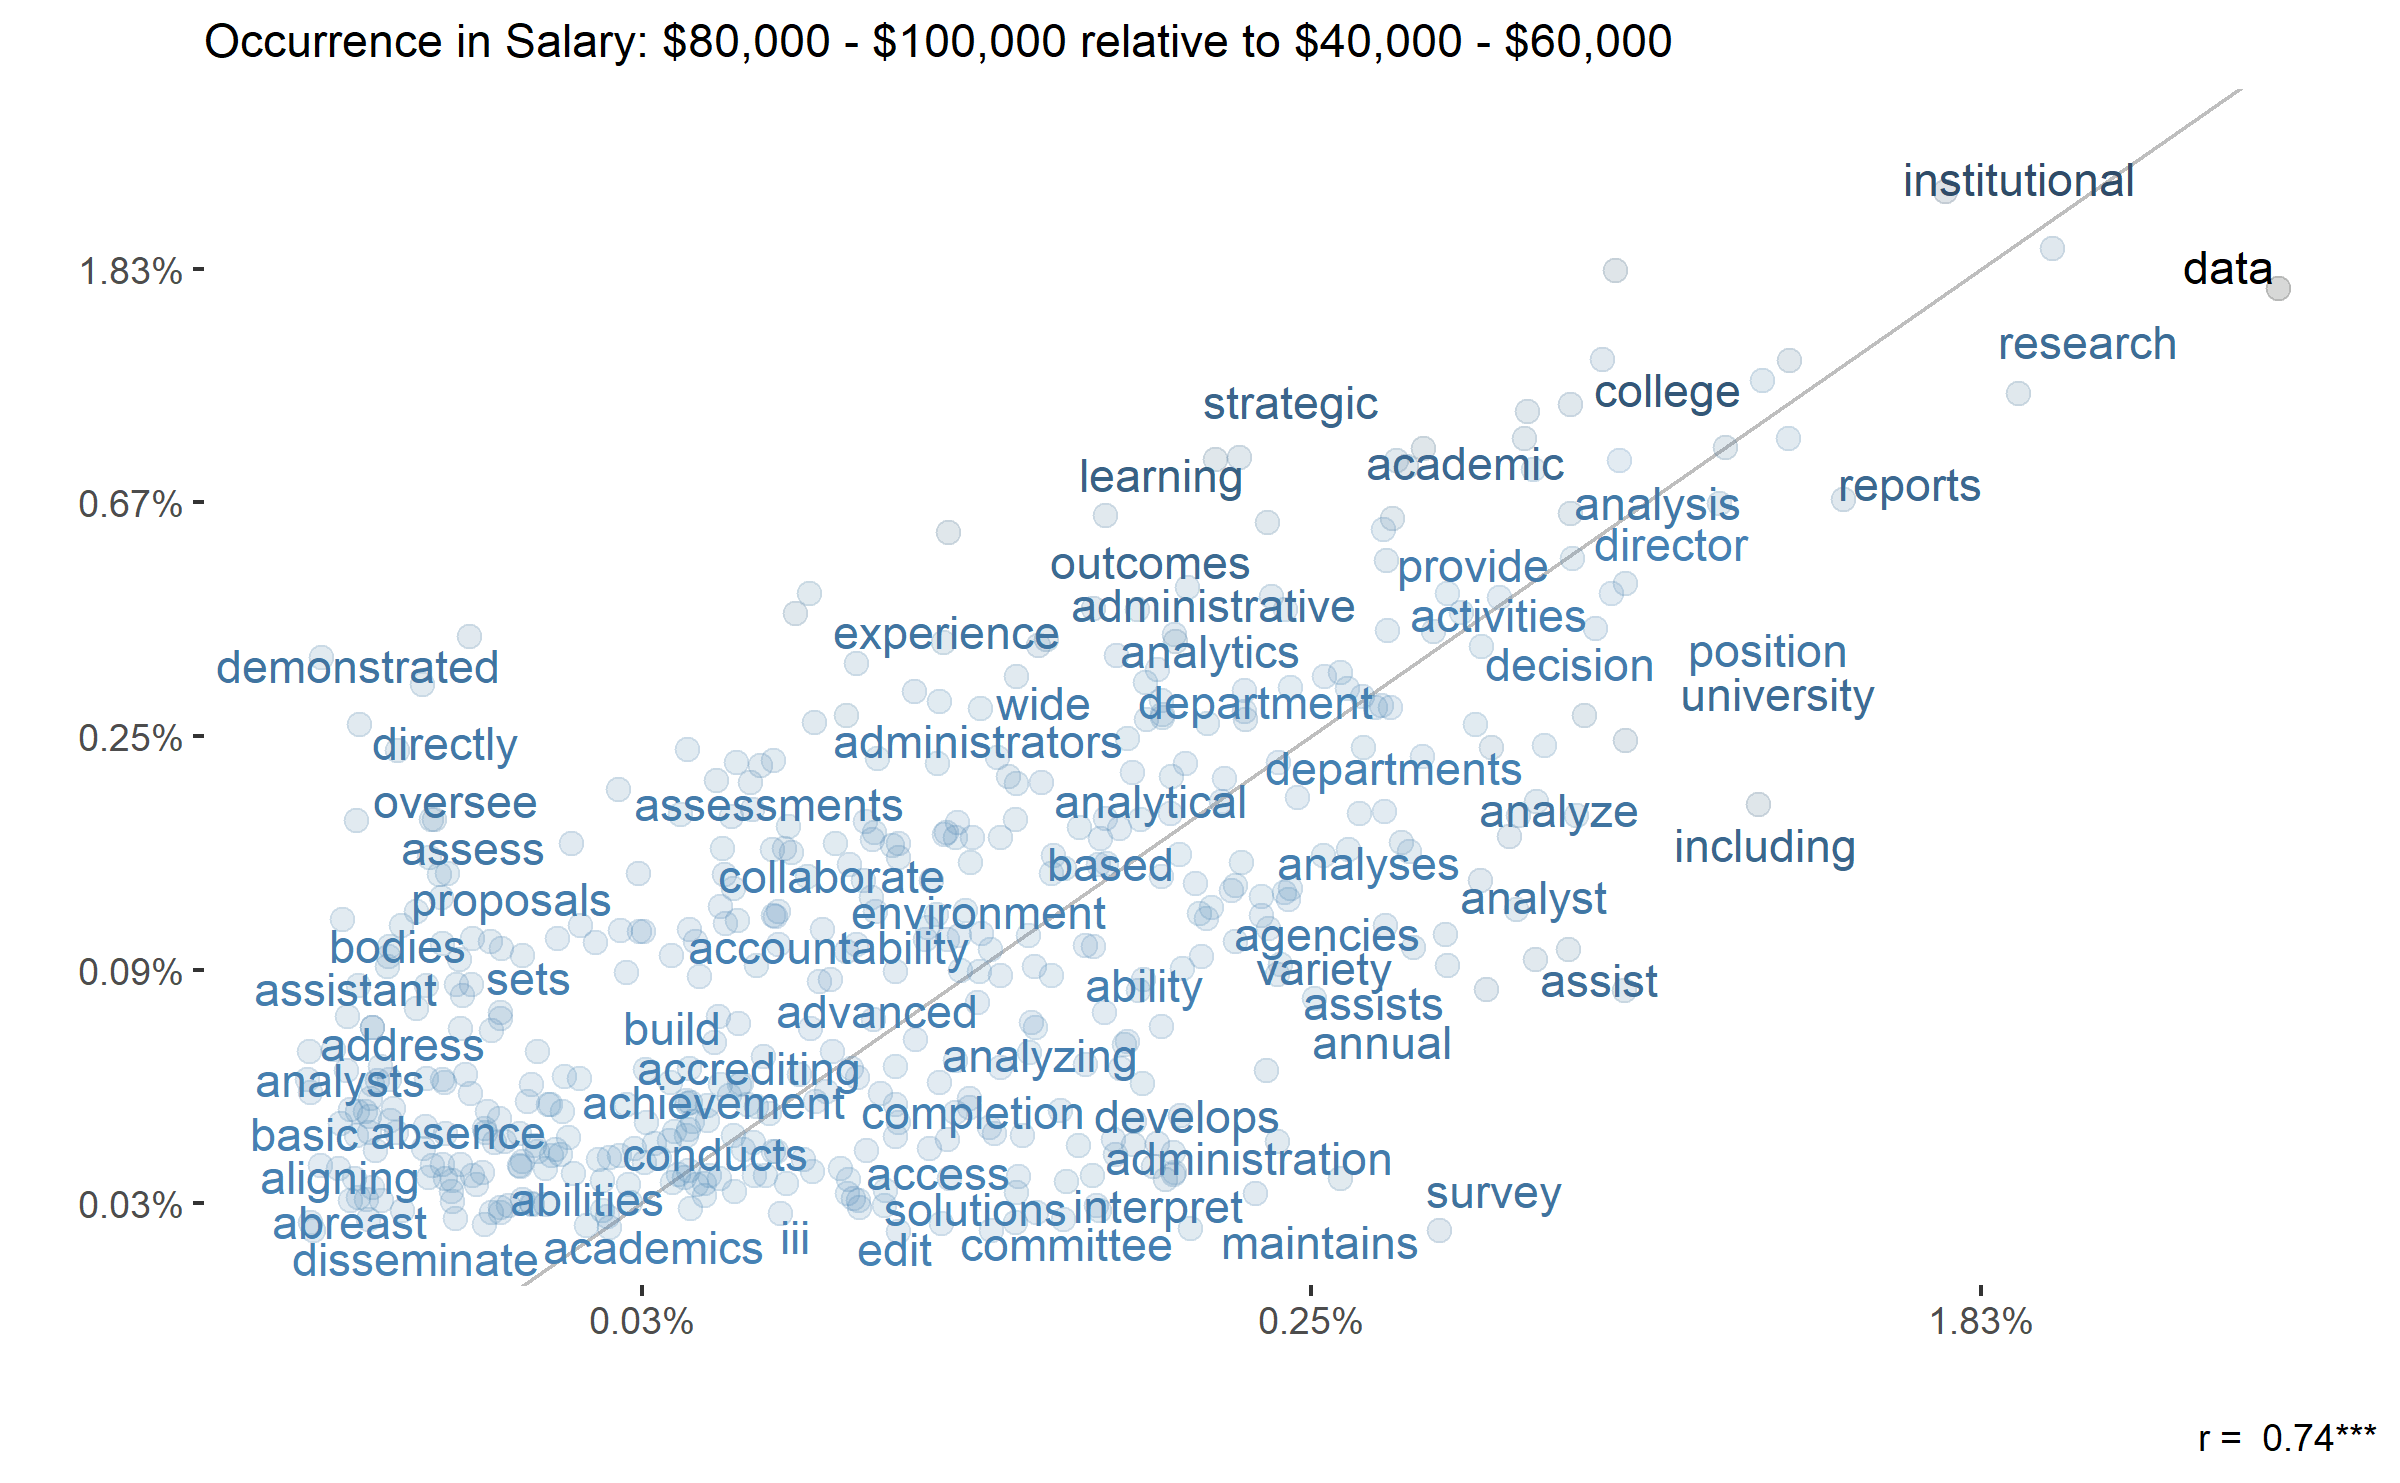 Occurrence in Salary: $80,000 - $100,000 relative to $40,000 - $60,000
institutional
1.83%
data
research
college
strategic
academic
learning
reports
0.67%
analysis
director
outcomes
provide
administrative
activities
experience
analytics
position
demonstrated
decision
university
wide
department
0.25%
directly
administrators
departments
oversee
assessments
analytical
analyze
assess
including
based
analyses
collaborate
proposals
analyst
environment
agencies
bodies
accountability
0.09%
variety
sets
assist
assistant
ability
assists
advanced
build
address
annual
analyzing
accrediting
analysts
achievement
completion
develops
basic
absence
conducts
administration
access
aligning
survey
0.03%
abilities
solutions
interpret
abreast
iii
maintains
academics
edit
committee
disseminate
0.03%
0.25%
1.83%
r =  0.74***